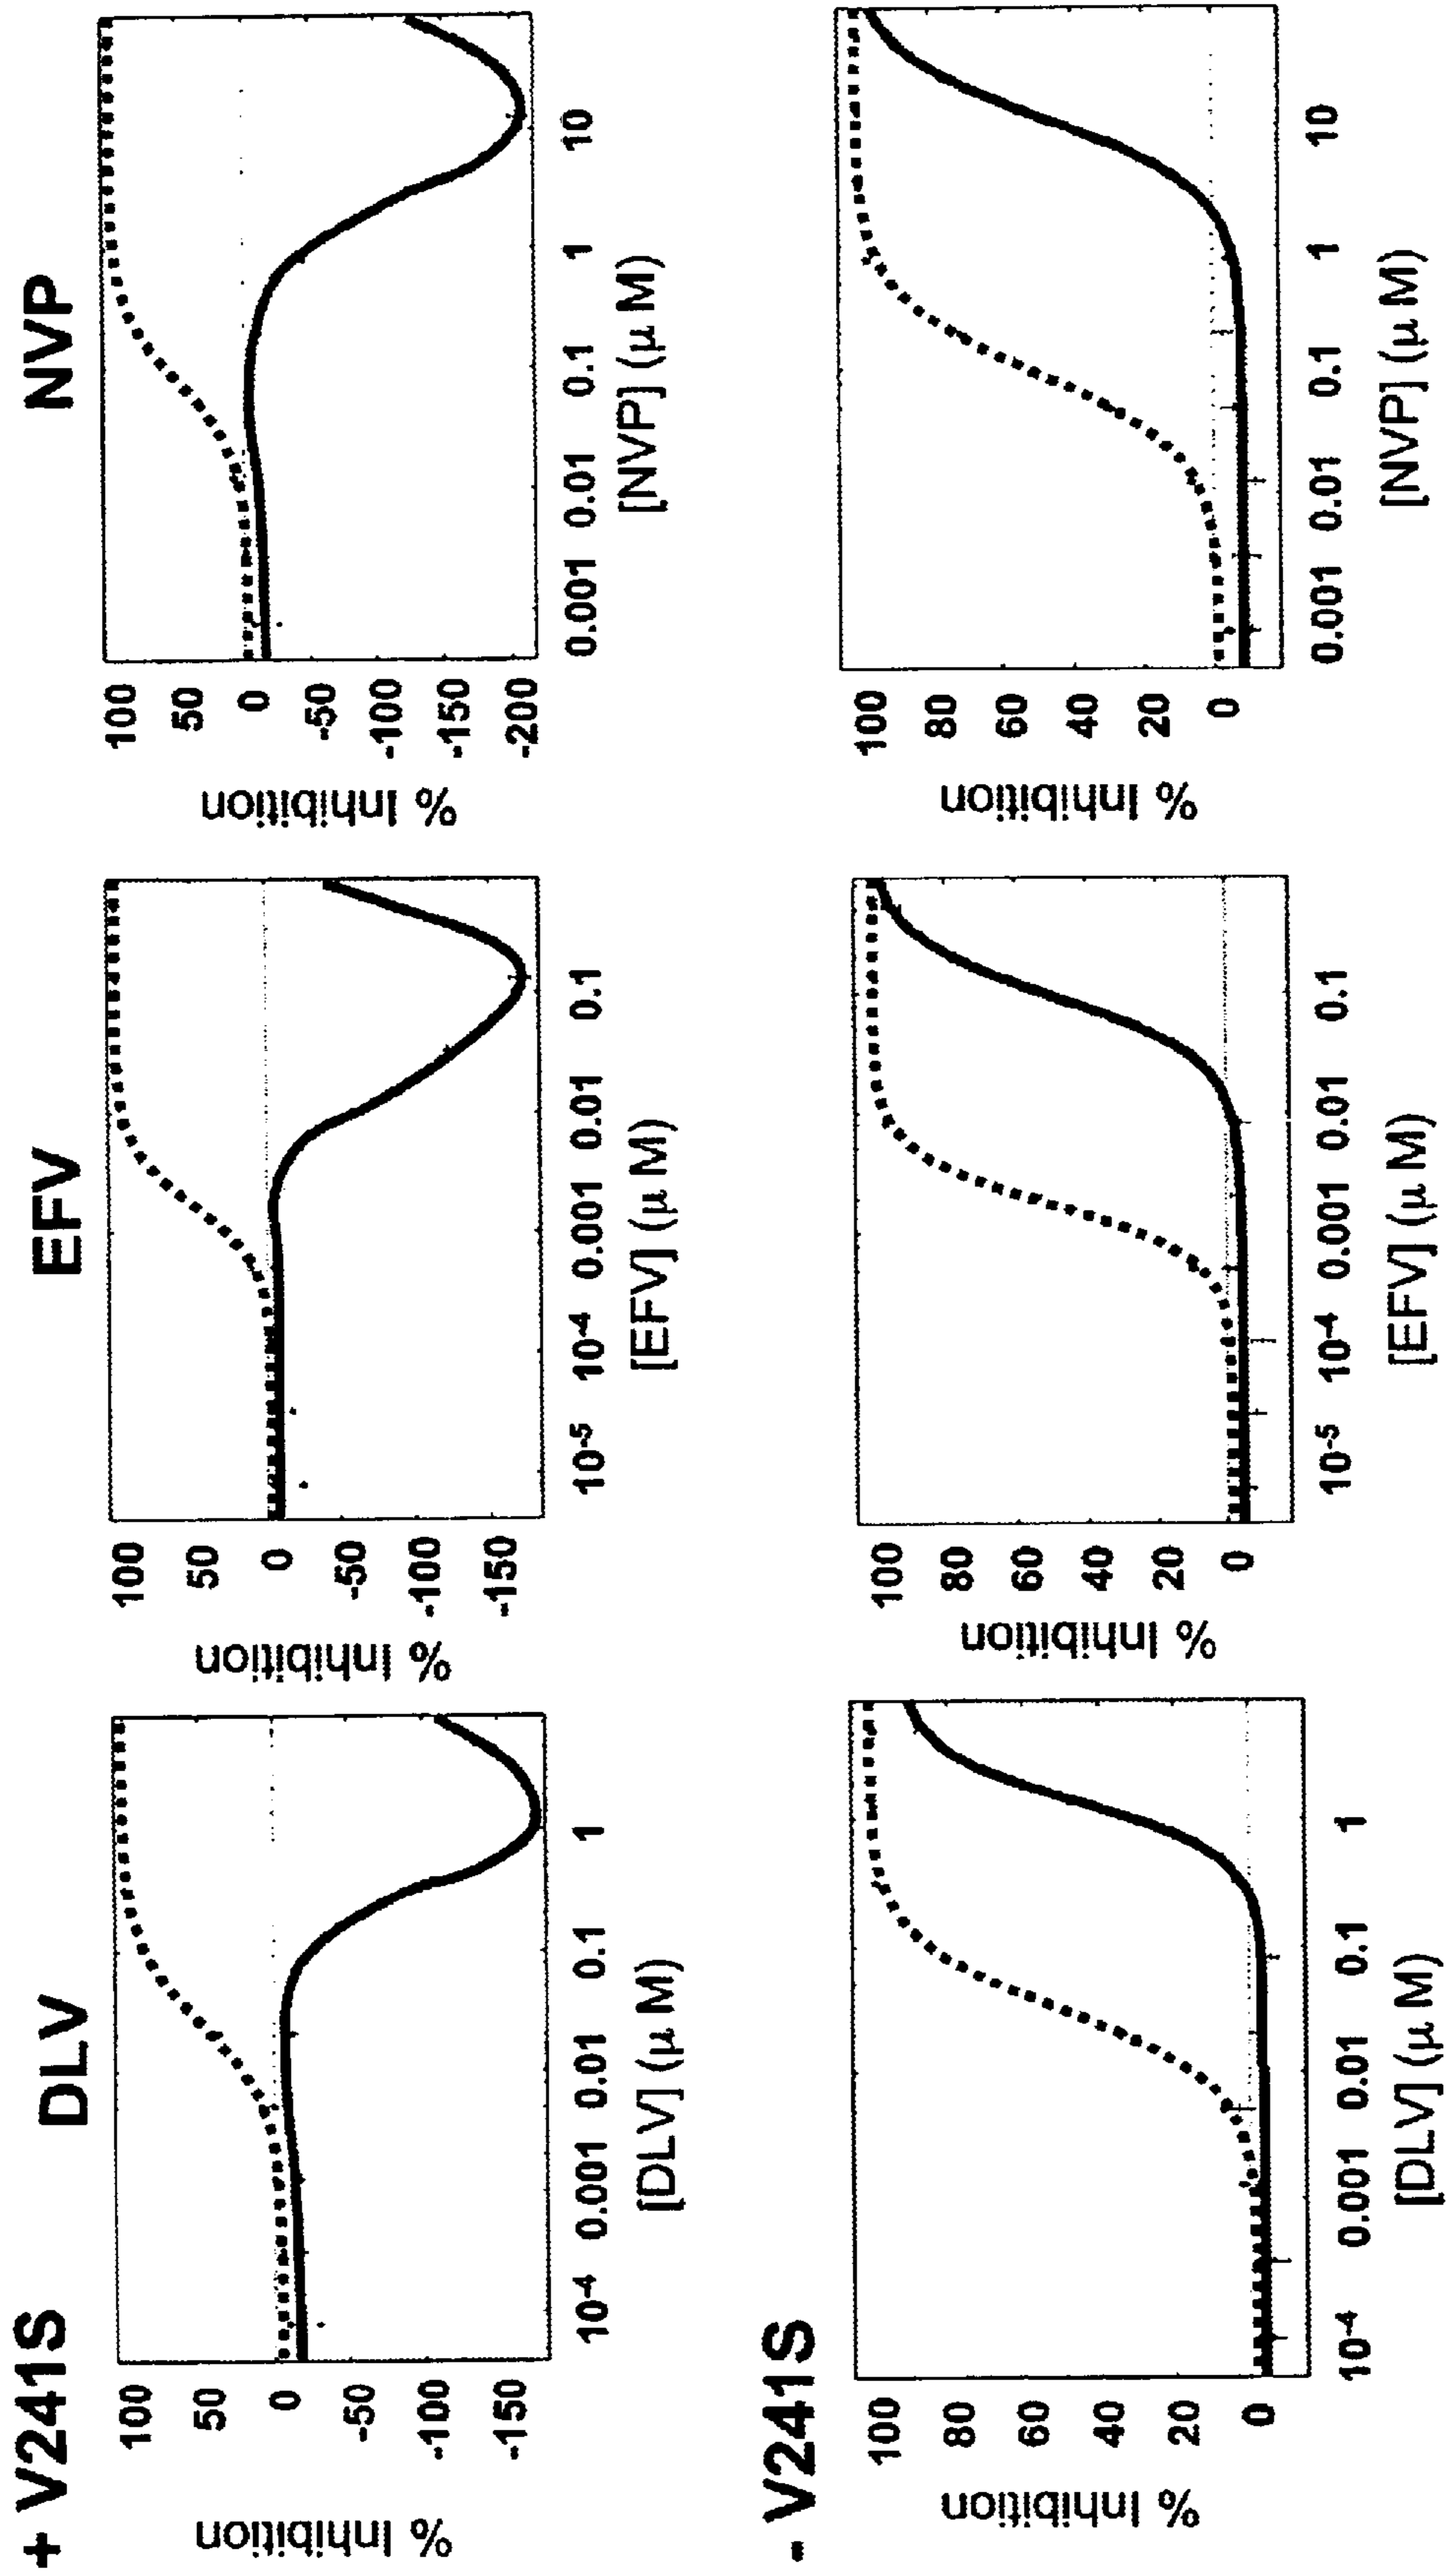 + V241S
DLV
EFV
NVP
% Inhibition
100
50
0
-50
-100
-150
10-4 0.001 0.01 0.1 1
[DLV] (μ M)
% Inhibition
100
50
0
-50
-100
-150
10-5 10-4 0.001 0.01 0.1
[EFV] (μ M)
% Inhibition
100
50
0
-50
-100
-150
-200
0.001 0.01 0.1 1 10
[NVP] (μ M)
- V241S
% Inhibition
100
80
60
40
20
0
10-4 0.001 0.01 0.1 1
[DLV] (μ M)
% Inhibition
100
80
60
40
20
0
10-5 10-4 0.001 0.01 0.1
[EFV] (μ M)
% Inhibition
100
80
60
40
20
0
0.001 0.01 0.1 1 10
[NVP] (μ M)